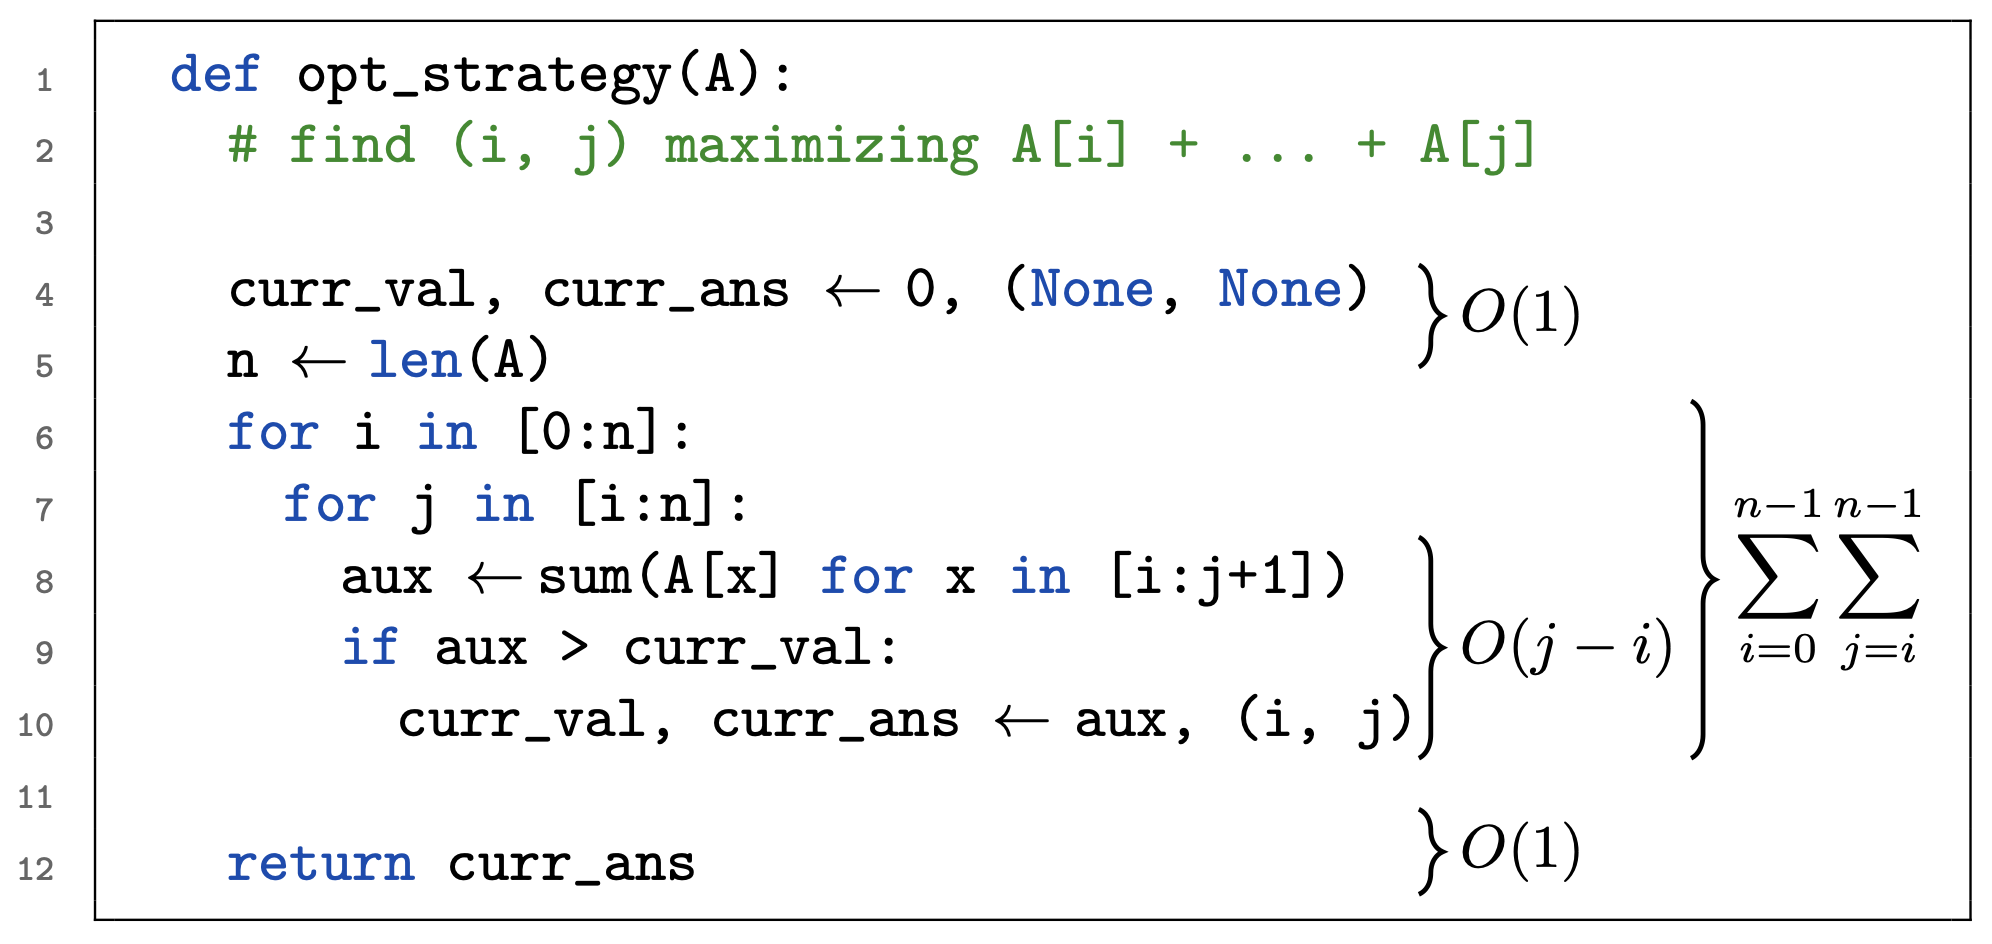 1 def opt_strategy(A):
2 # find (i, j) maximizing A[i] + ... + A[j]
3
4 curr_val, curr_ans ← 0, (None, None) } O(1)
5 n ← len(A)
6 for i in [0:n]:
7 for j in [i:n]:
8 aux ← sum(A[x] for x in [i:j+1])
9 if aux > curr_val: } O(j − i) } ∑_{i=0}^{n−1} ∑_{j=i}^{n−1}
10 curr_val, curr_ans ← aux, (i, j)
11
12 return curr_ans } O(1)